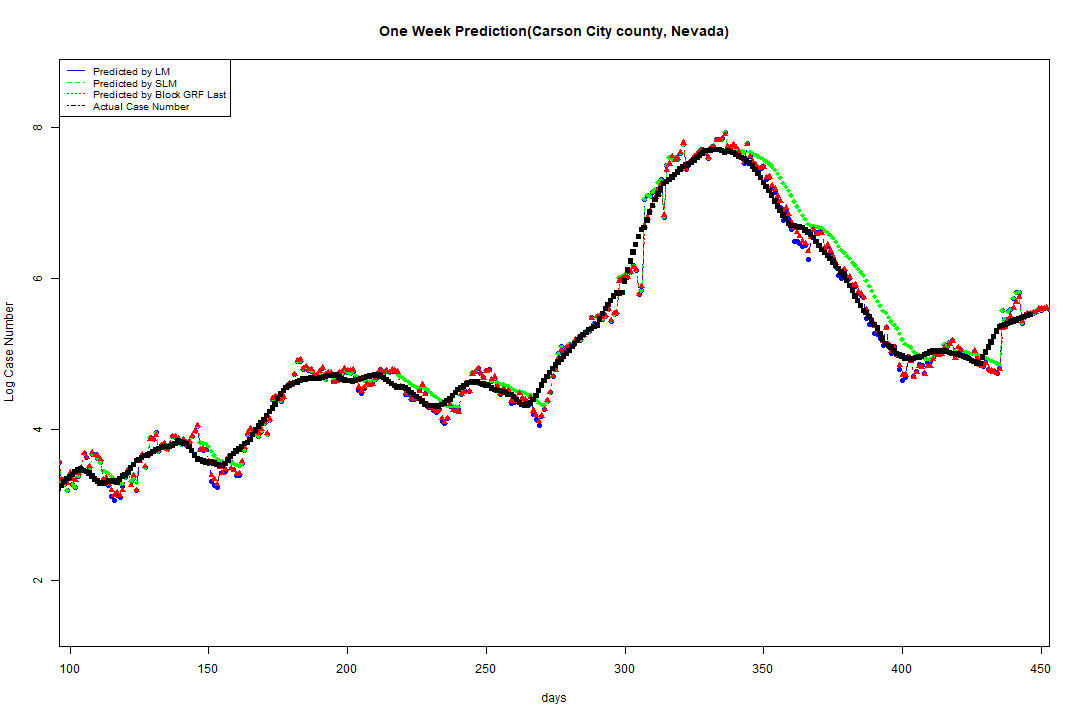 One Week Prediction(Carson City county, Nevada)
Predicted by LM
Predicted by SLM
Predicted by Block GRF Last
Actual Case Number
8
6
4
2
Log Case Number
100 150 200 250 300 350 400 450
days